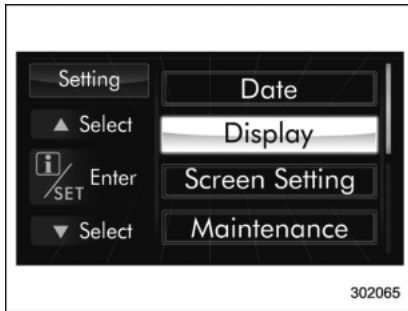 Setting
▲ Select
i/SET Enter
▼ Select
Date
Display
Screen Setting
Maintenance
302065